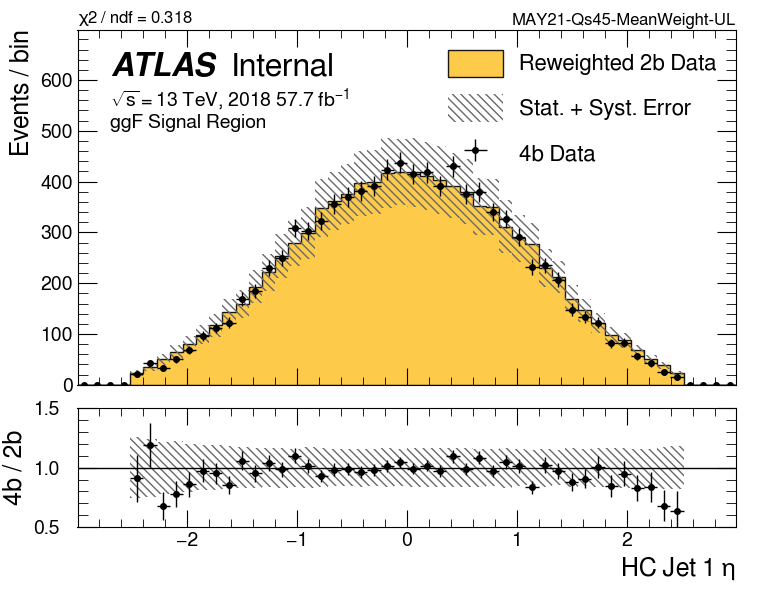 χ2 / ndf = 0.318
MAY21-Qs45-MeanWeight-UL
Events / bin
ATLAS Internal
√s = 13 TeV, 2018 57.7 fb−1
ggF Signal Region
Reweighted 2b Data
Stat. + Syst. Error
4b Data
600
500
400
300
200
100
0
4b / 2b
1.5
1.0
0.5
−2 −1 0 1 2
HC Jet 1 η